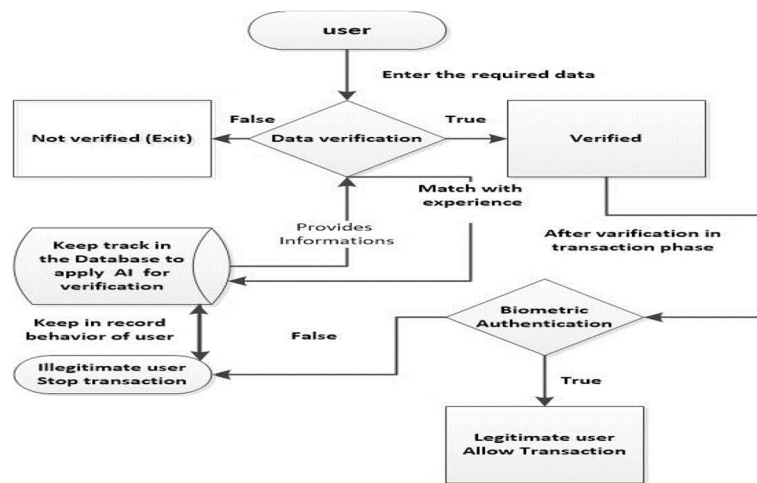 user
Enter the required data
False
True
Not verified (Exit)
Data verification
Verified
Match with
experience
Provides
Informations
After varification in
transaction phase
Keep track in
the Database to
apply AI for
verification
Biometric
Authentication
Keep in record
behavior of user
False
Illegitimate user
Stop transaction
True
Legitimate user
Allow Transaction